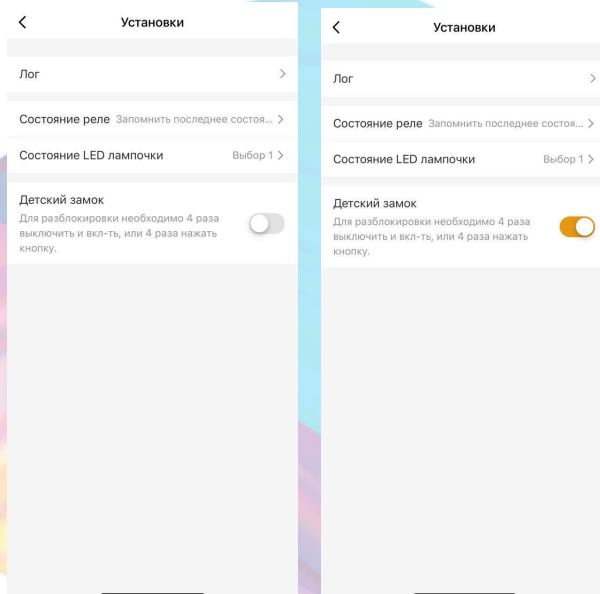 Установки
Лог
Состояние реле Запомнить последнее состоя...
Состояние LED лампочки Выбор 1
Детский замок
Для разблокировки необходимо 4 раза
выключить и вкл-ть, или 4 раза нажать
кнопку.
Установки
Лог
Состояние реле Запомнить последнее состоя...
Состояние LED лампочки Выбор 1
Детский замок
Для разблокировки необходимо 4 раза
выключить и вкл-ть, или 4 раза нажать
кнопку.